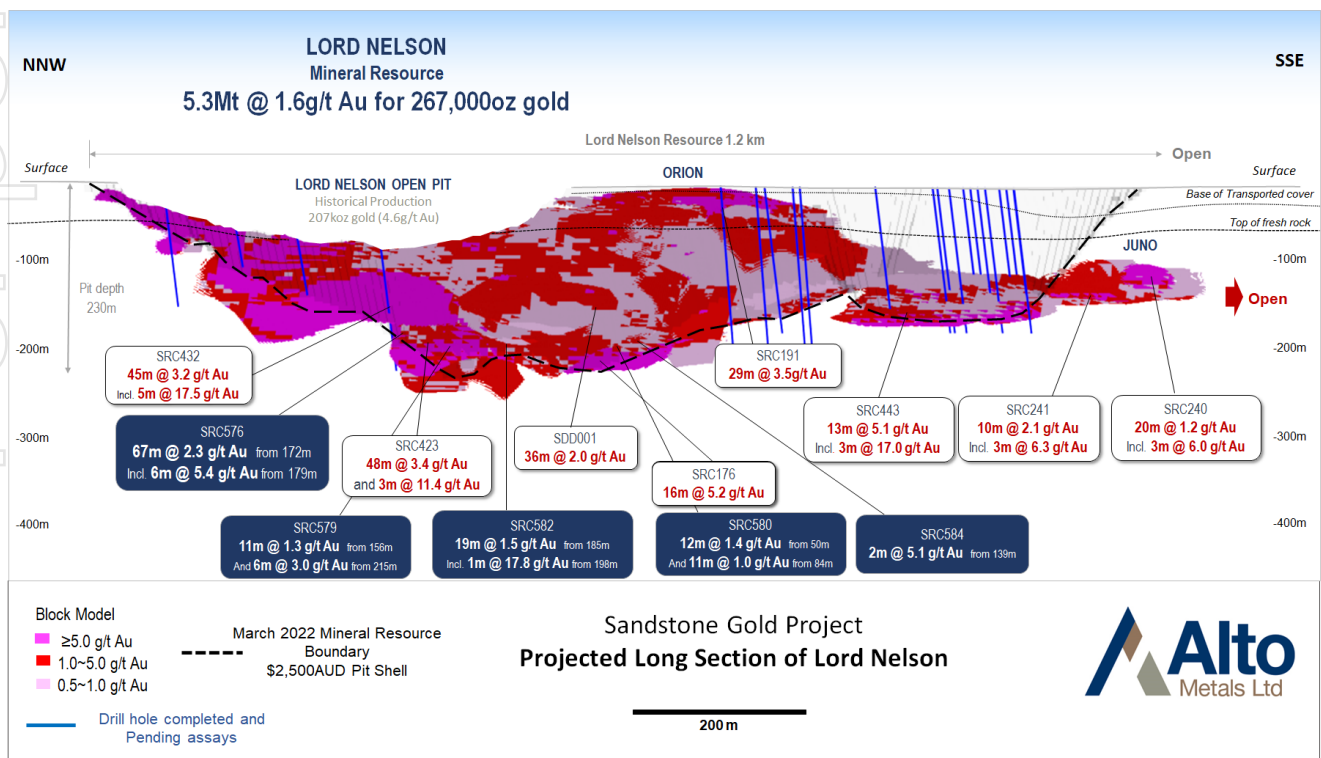 NNW
LORD NELSON
Mineral Resource
5.3Mt @ 1.6g/t Au for 267,000oz gold
SSE
Lord Nelson Resource 1.2 km
Open
Surface
LORD NELSON OPEN PIT
Historical Production
207koz gold (4.6g/t Au)
ORION
Surface
Base of Transported cover
Top of fresh rock
JUNO
-100m
-100m
Pit depth
230m
Open
-200m
-200m
SRC432
45m @ 3.2 g/t Au
Incl. 5m @ 17.5 g/t Au
SRC191
29m @ 3.5g/t Au
SRC576
67m @ 2.3 g/t Au from 172m
Incl. 6m @ 5.4 g/t Au from 179m
SRC423
48m @ 3.4 g/t Au
and 3m @ 11.4 g/t Au
SDD001
36m @ 2.0 g/t Au
SRC176
16m @ 5.2 g/t Au
SRC443
13m @ 5.1 g/t Au
Incl. 3m @ 17.0 g/t Au
SRC241
10m @ 2.1 g/t Au
Incl. 3m @ 6.3 g/t Au
SRC240
20m @ 1.2 g/t Au
Incl. 3m @ 6.0 g/t Au
-300m
-300m
-400m
-400m
SRC579
11m @ 1.3 g/t Au from 156m
And 6m @ 3.0 g/t Au from 215m
SRC582
19m @ 1.5 g/t Au from 185m
Incl. 1m @ 17.8 g/t Au from 198m
SRC580
12m @ 1.4 g/t Au from 50m
And 11m @ 1.0 g/t Au from 84m
SRC584
2m @ 5.1 g/t Au from 139m
Block Model
≥5.0 g/t Au
1.0~5.0 g/t Au
0.5~1.0 g/t Au
March 2022 Mineral Resource
Boundary
$2,500AUD Pit Shell
Drill hole completed and
Pending assays
Sandstone Gold Project
Projected Long Section of Lord Nelson
200 m
Alto
Metals Ltd